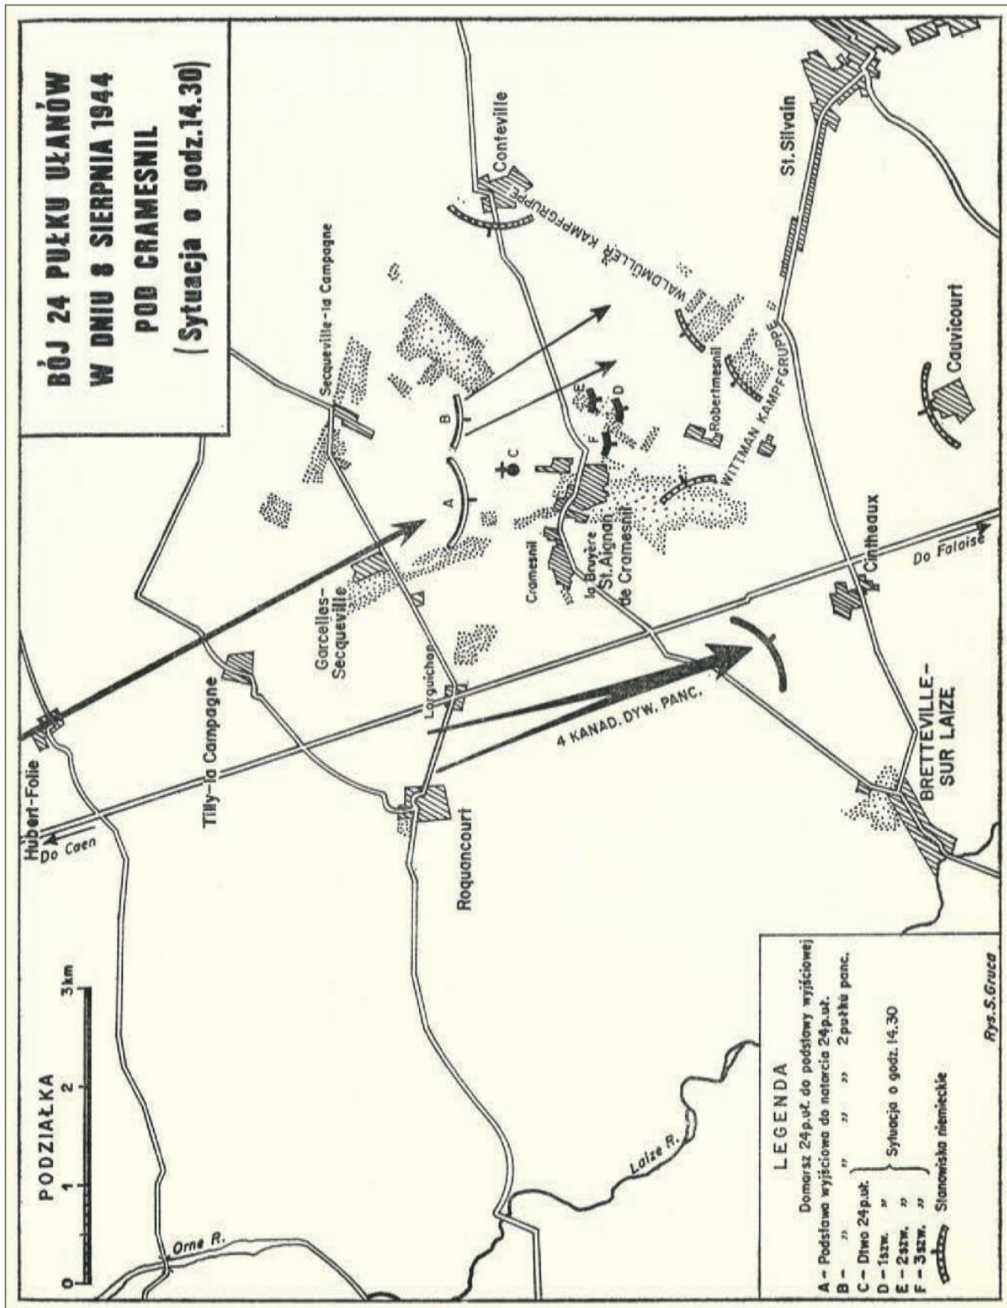 BÓJ 24 PUŁKU UŁANÓW
W DNIU 8 SIERPNIA 1944
POD CRAMESNIL
(Sytuacja o godz.14.30)
PODZIAŁKA
0 1 2 3km
Hubert-Folie
Do Caen
Tilly-la Campagne
Garcelles-
Secqueville
Secqueville-la Campagne
Conteville
Lorguichon
Roquancourt
4 KANAD. DYW. PANC.
A
B
C
D
E
F
Cramesnil
la Bruyère
St. Aignan
de Cramesnil
Robertmesnil
WALDMÜLLER KAMPFGRUPPE
WITTMAN KAMPFGRUPPE
St. Silvain
Cauvicourt
Cintheaux
Do Falaise
BRETTEVILLE-
SUR LAIZE
Orne R.
Laize R.
LEGENDA
Domarsz 24p.uł. do podstawy wyjściowej
A - Podstawa wyjściowa do natarcia 24p.uł.
B - " " " " 2pułku panc.
C - Dtwo 24p.uł.
D - 1szw. "
E - 2szw. "
F - 3szw. "
Sytuacja o godz. 14.30
Stanowiska niemieckie
Rys.S.Gruca